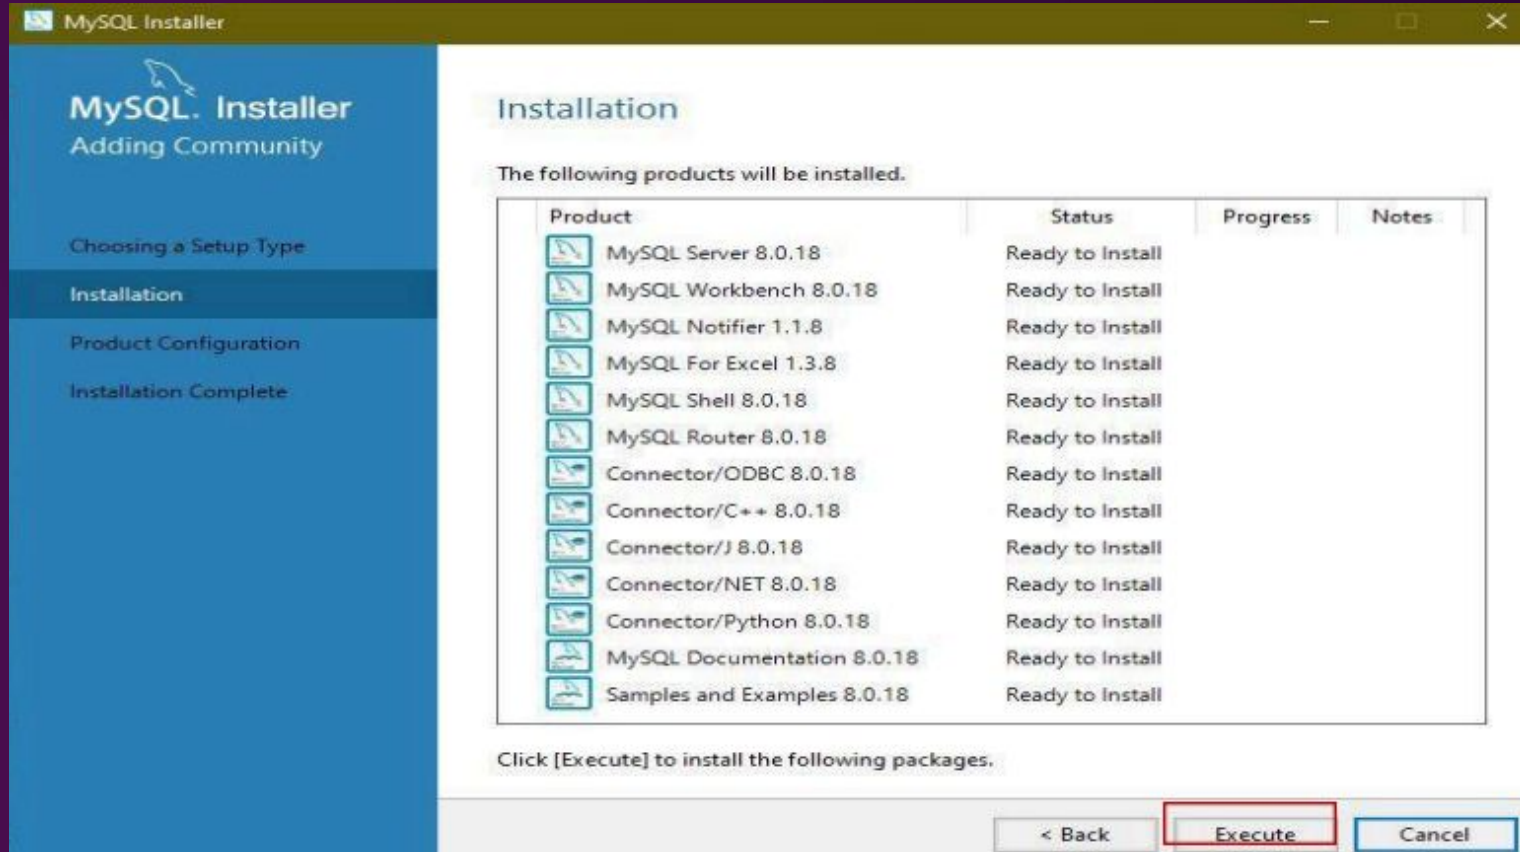 MySQL Installer
MySQL. Installer
Adding Community
Choosing a Setup Type
Installation
Product Configuration
Installation Complete
Installation
The following products will be installed.
Product Status Progress Notes
MySQL Server 8.0.18 Ready to Install
MySQL Workbench 8.0.18 Ready to Install
MySQL Notifier 1.1.8 Ready to Install
MySQL For Excel 1.3.8 Ready to Install
MySQL Shell 8.0.18 Ready to Install
MySQL Router 8.0.18 Ready to Install
Connector/ODBC 8.0.18 Ready to Install
Connector/C++ 8.0.18 Ready to Install
Connector/J 8.0.18 Ready to Install
Connector/NET 8.0.18 Ready to Install
Connector/Python 8.0.18 Ready to Install
MySQL Documentation 8.0.18 Ready to Install
Samples and Examples 8.0.18 Ready to Install
Click [Execute] to install the following packages.
< Back Execute Cancel